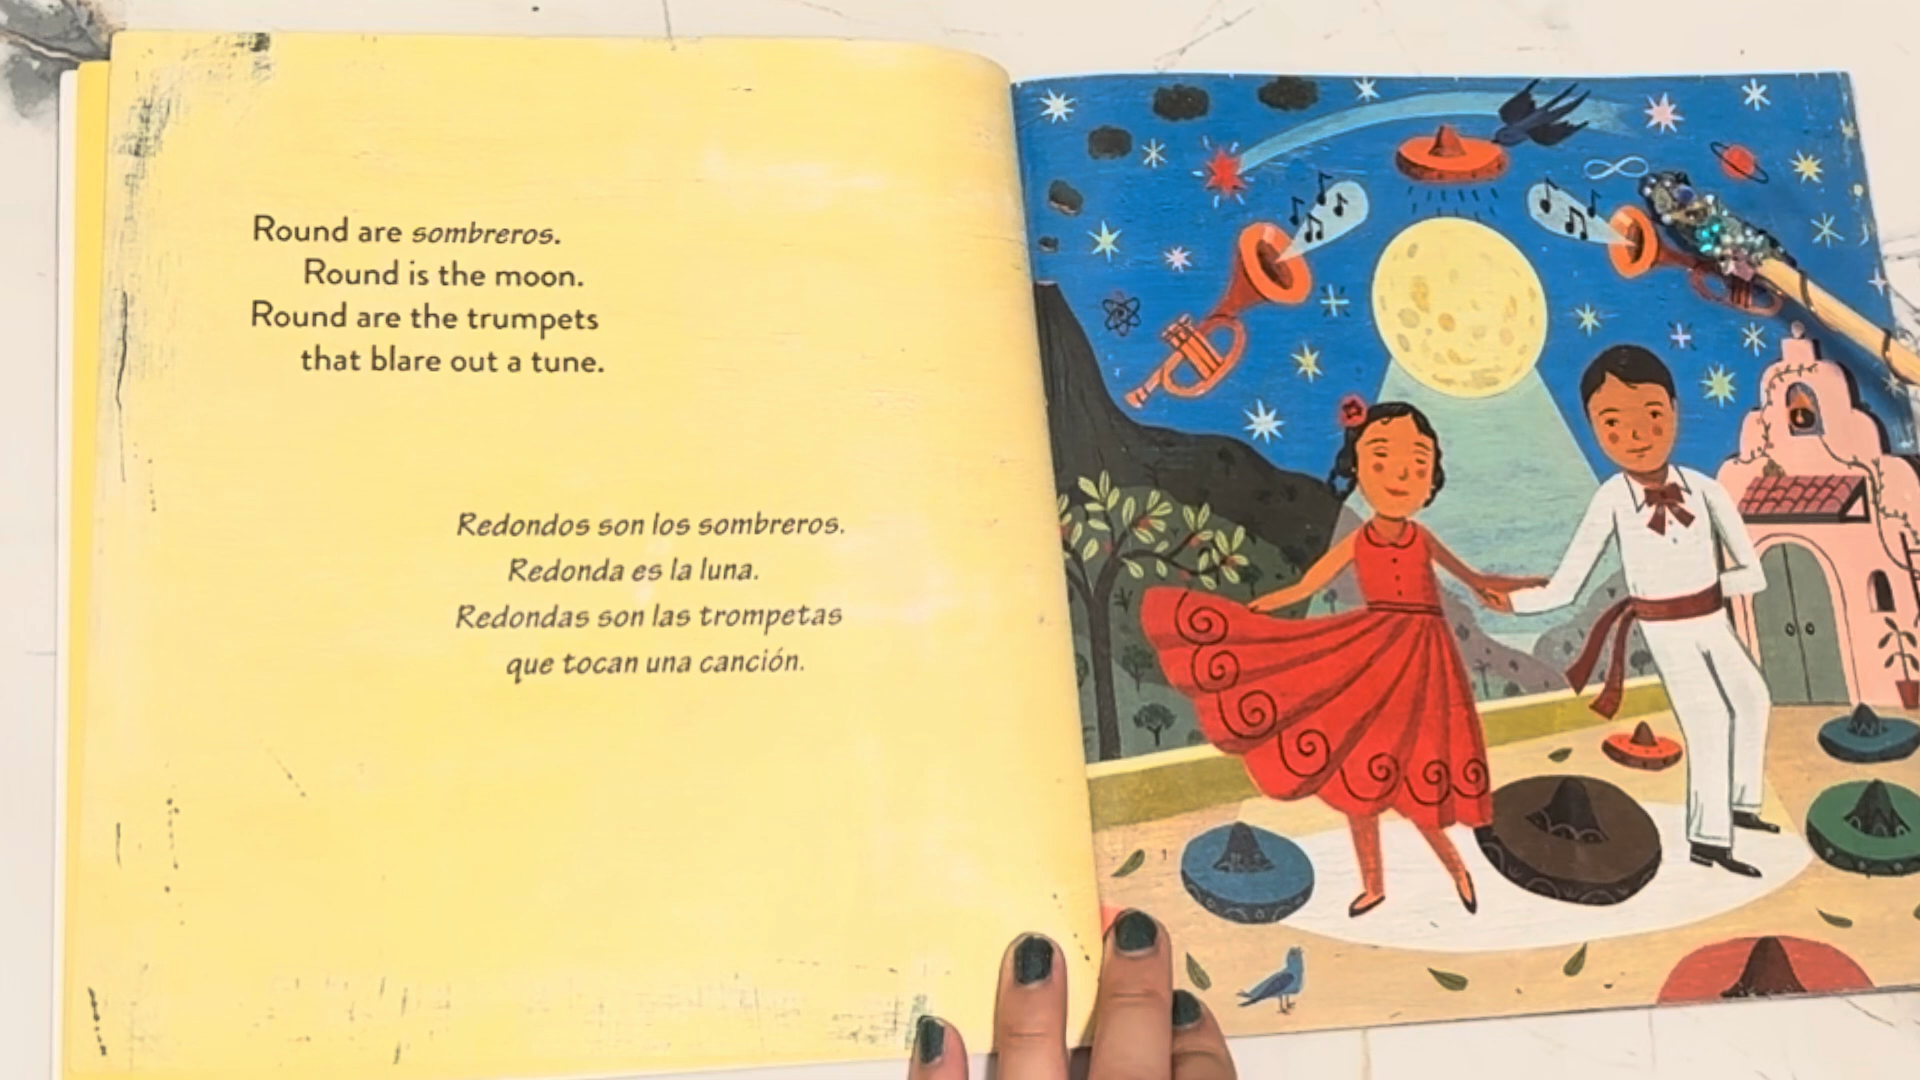 Round are sombreros.
Round is the moon.
Round are the trumpets
that blare out a tune.
Redondos son los sombreros.
Redonda es la luna.
Redondas son las trompetas
que tocan una canción.